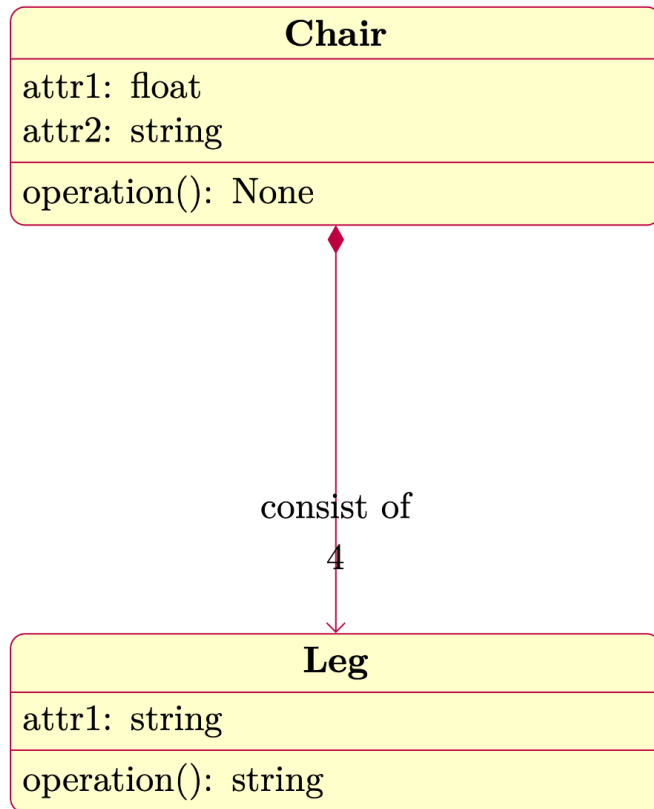 Chair
attr1: float
attr2: string
operation(): None
consist of
4
Leg
attr1: string
operation(): string